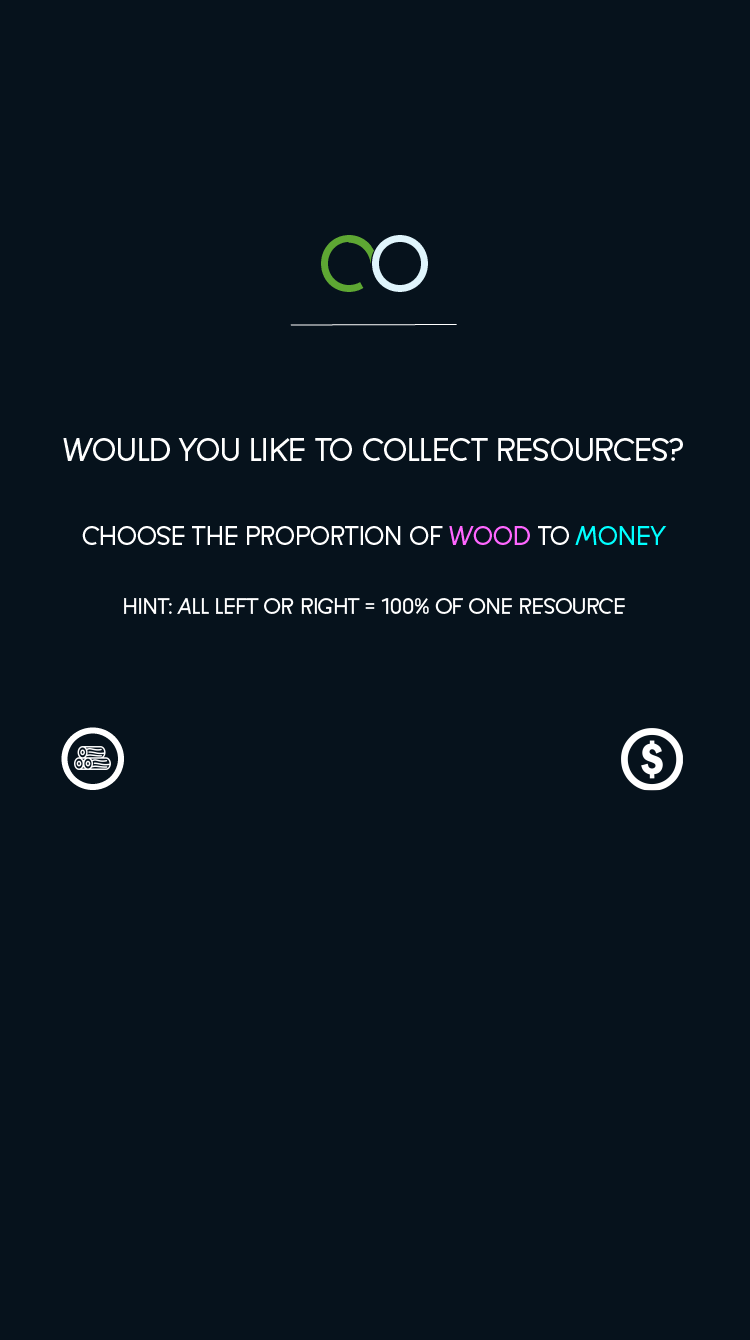 WOULD YOU LIKE TO COLLECT RESOURCES?
CHOOSE THE PROPORTION OF WOOD TO MONEY
HINT: ALL LEFT OR RIGHT = 100% OF ONE RESOURCE
$